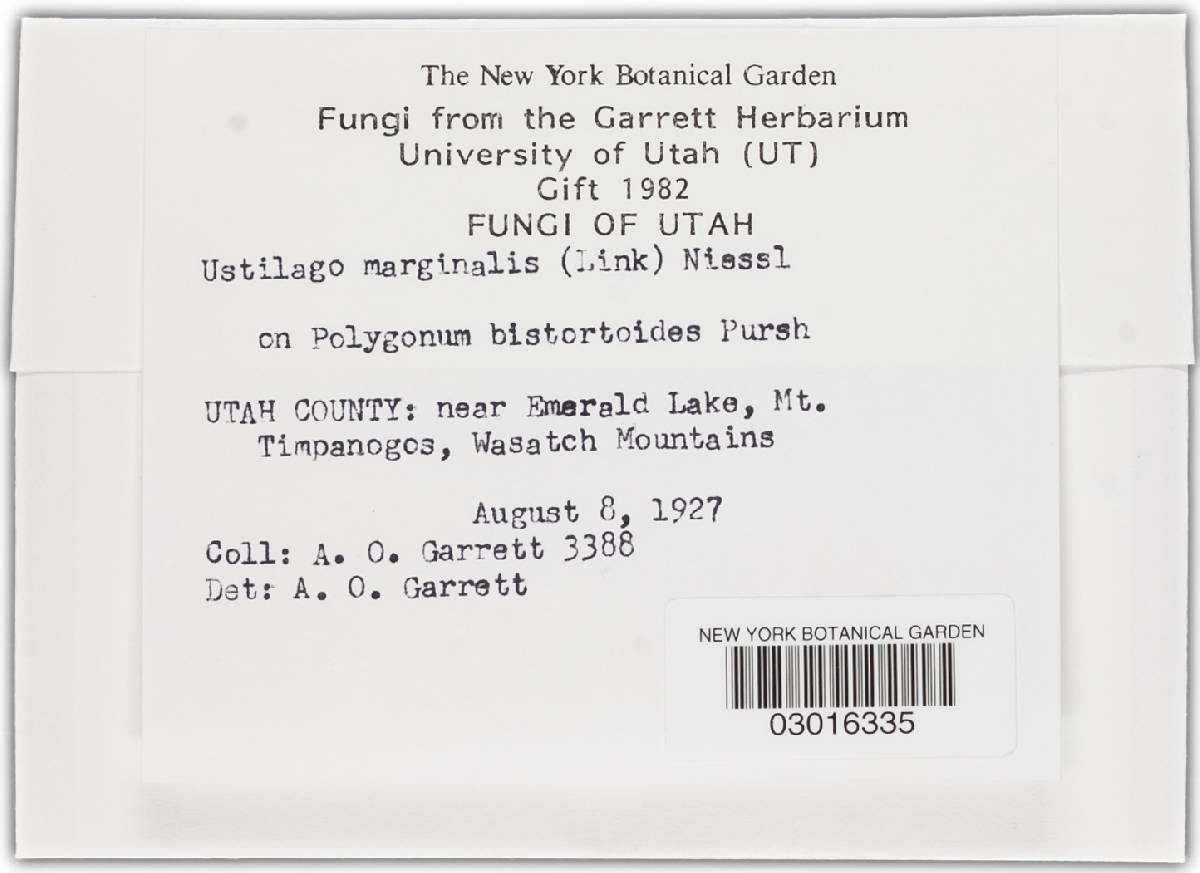 The New York Botanical Garden
Fungi from the Garrett Herbarium
University of Utah (UT)
Gift 1982
FUNGI OF UTAH
Ustilago marginalis (Link) Niessl
on Polygonum bistortoides Pursh
UTAH COUNTY: near Emerald Lake, Mt.
Timpanogos, Wasatch Mountains
August 8, 1927
Coll: A. O. Garrett 3388
Det: A. O. Garrett
NEW YORK BOTANICAL GARDEN
03016335